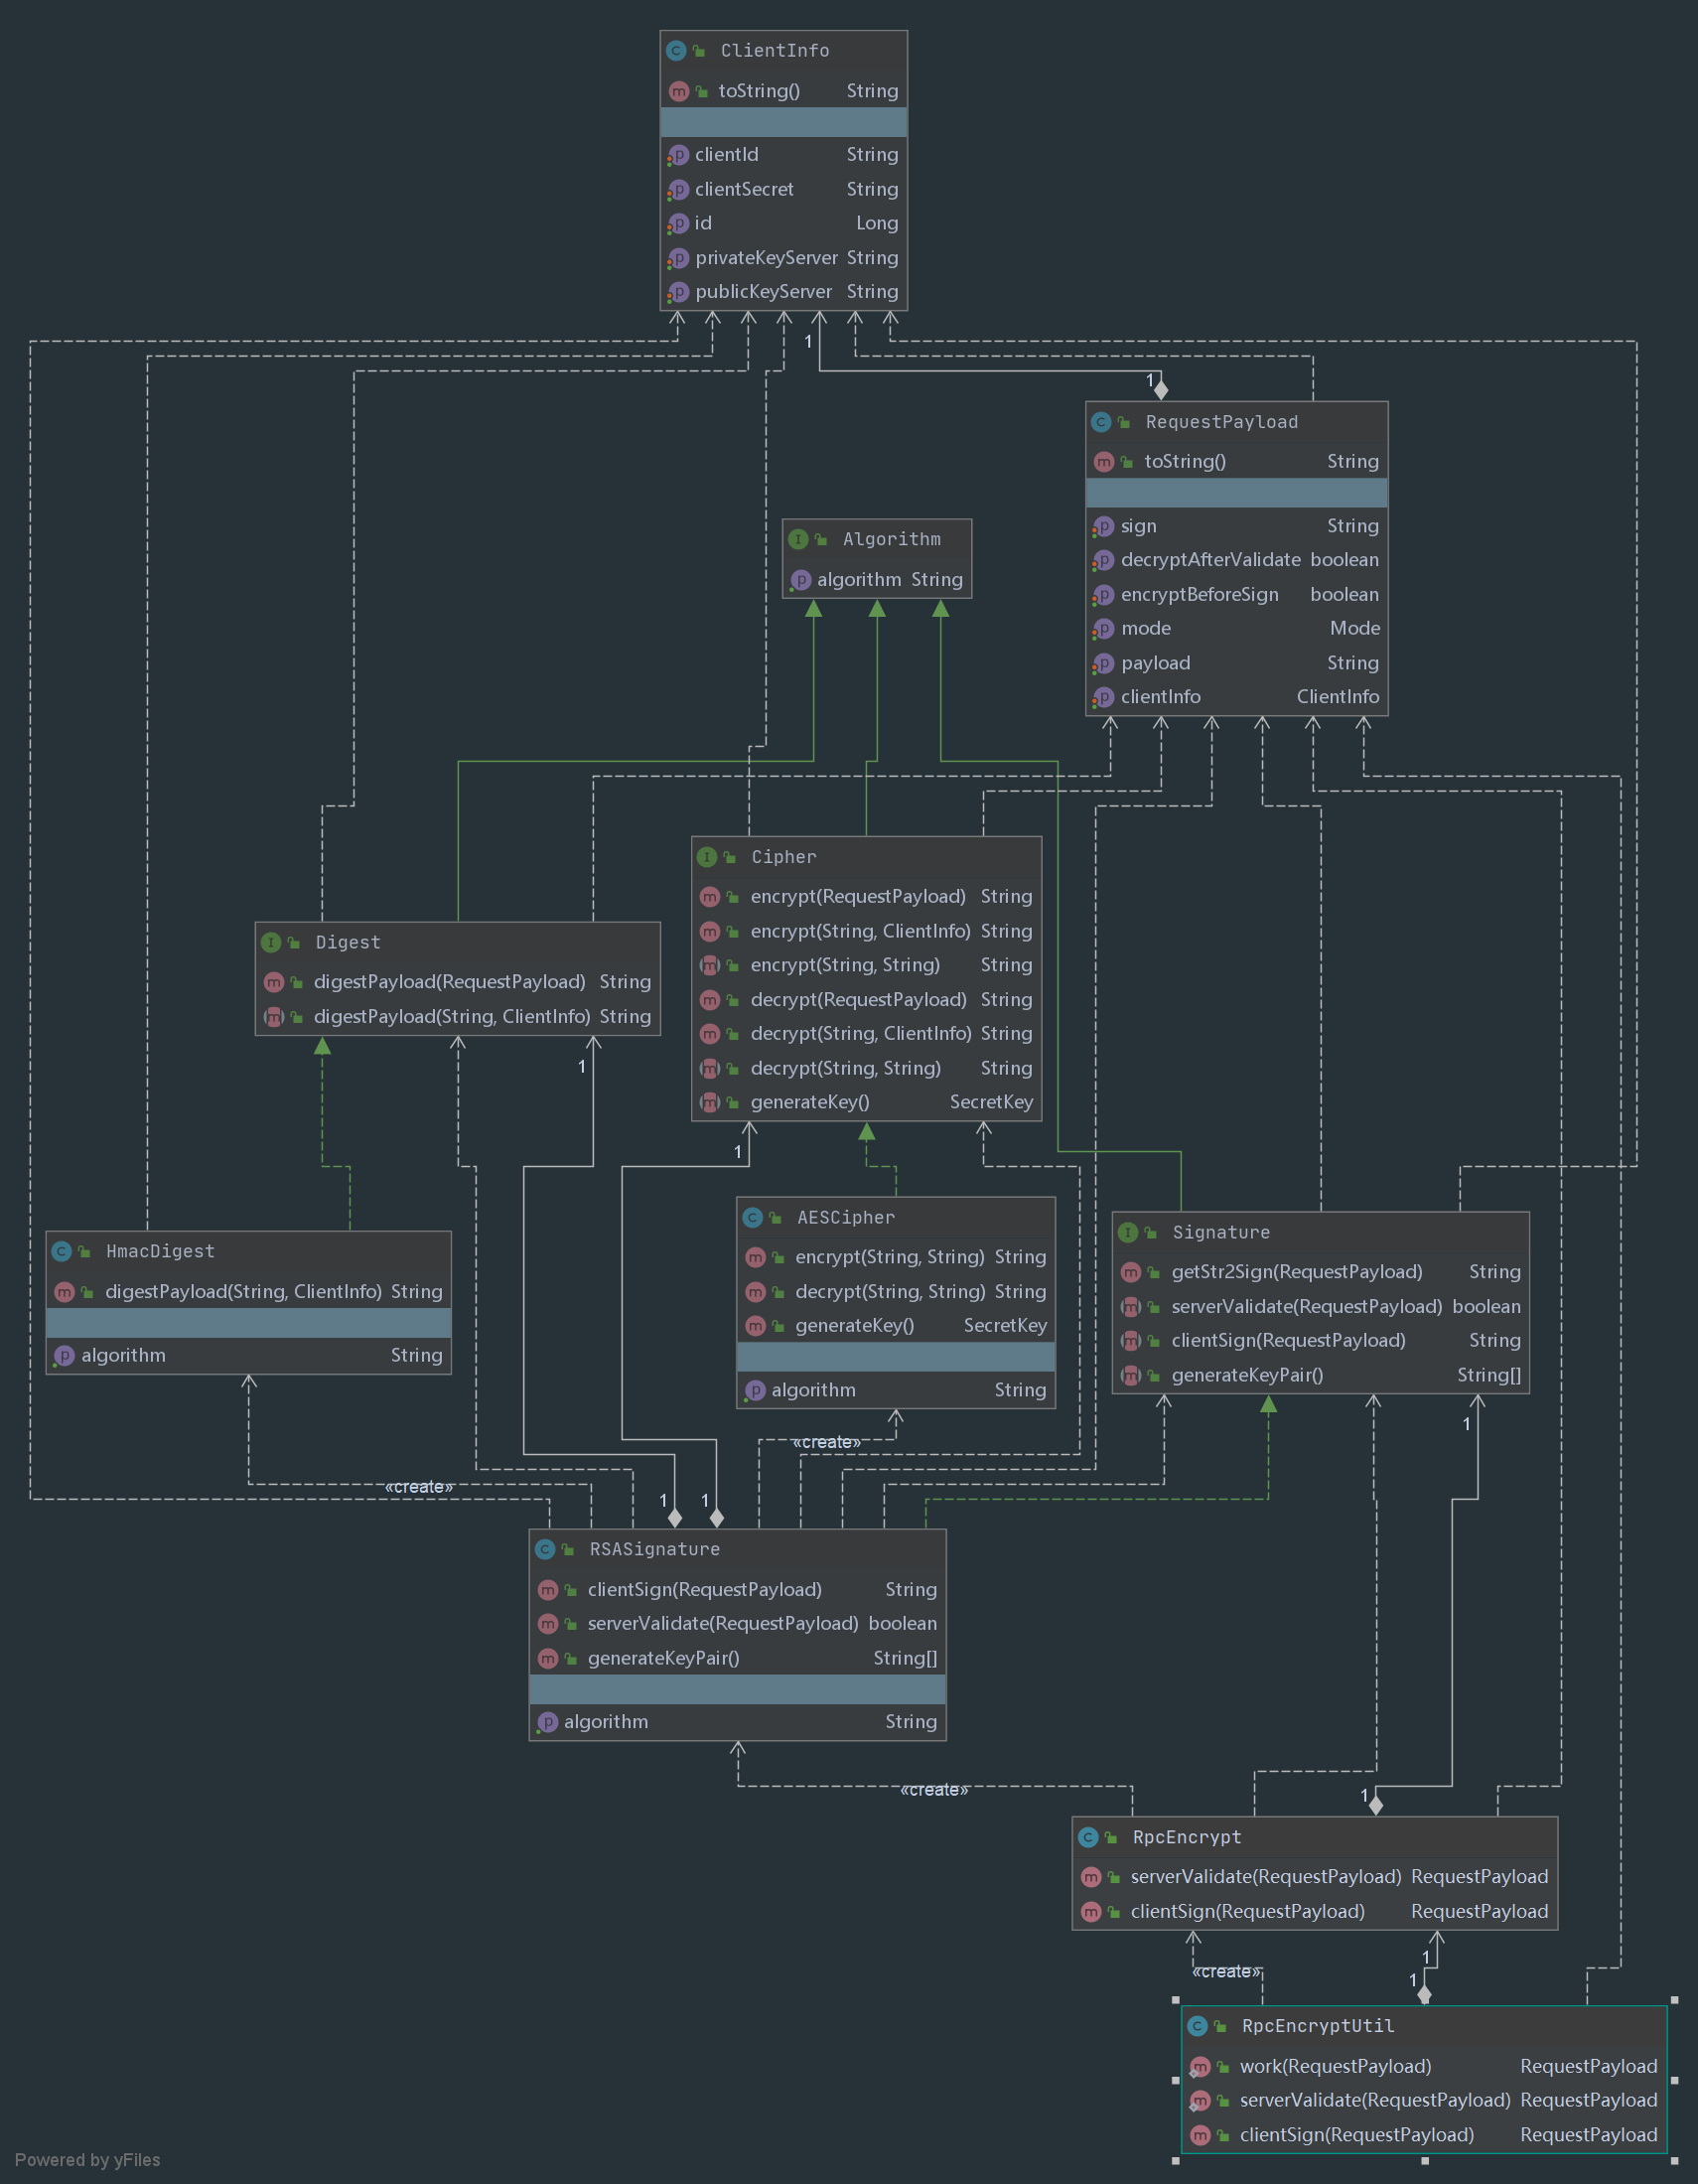 ClientInfo
toString() String
clientId String
clientSecret String
id Long
privateKeyServer String
publicKeyServer String
1
1
RequestPayload
toString() String
sign String
decryptAfterValidate boolean
encryptBeforeSign boolean
mode Mode
payload String
clientInfo ClientInfo
Algorithm
algorithm String
Cipher
encrypt(RequestPayload) String
encrypt(String, ClientInfo) String
encrypt(String, String) String
decrypt(RequestPayload) String
decrypt(String, ClientInfo) String
decrypt(String, String) String
generateKey() SecretKey
Digest
digestPayload(RequestPayload) String
digestPayload(String, ClientInfo) String
1
1
HmacDigest
digestPayload(String, ClientInfo) String
algorithm String
AESCipher
encrypt(String, String) String
decrypt(String, String) String
generateKey() SecretKey
algorithm String
Signature
getStr2Sign(RequestPayload) String
serverValidate(RequestPayload) boolean
clientSign(RequestPayload) String
generateKeyPair() String[]
1
«create»
«create»
1
1
RSASignature
clientSign(RequestPayload) String
serverValidate(RequestPayload) boolean
generateKeyPair() String[]
algorithm String
«create»
1
RpcEncrypt
serverValidate(RequestPayload) RequestPayload
clientSign(RequestPayload) RequestPayload
1
«create»
1
RpcEncryptUtil
work(RequestPayload) RequestPayload
serverValidate(RequestPayload) RequestPayload
clientSign(RequestPayload) RequestPayload
Powered by yFiles